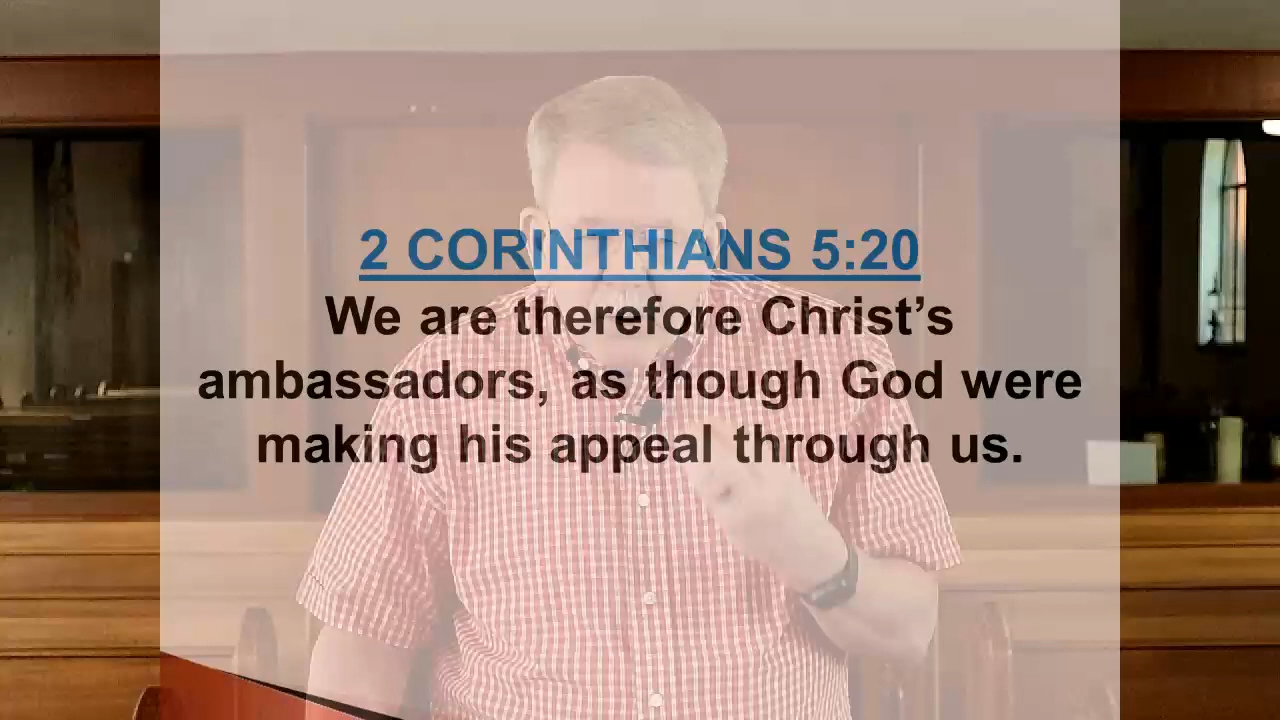 2 CORINTHIANS 5:20
We are therefore Christ’s
ambassadors, as though God were
making his appeal through us.